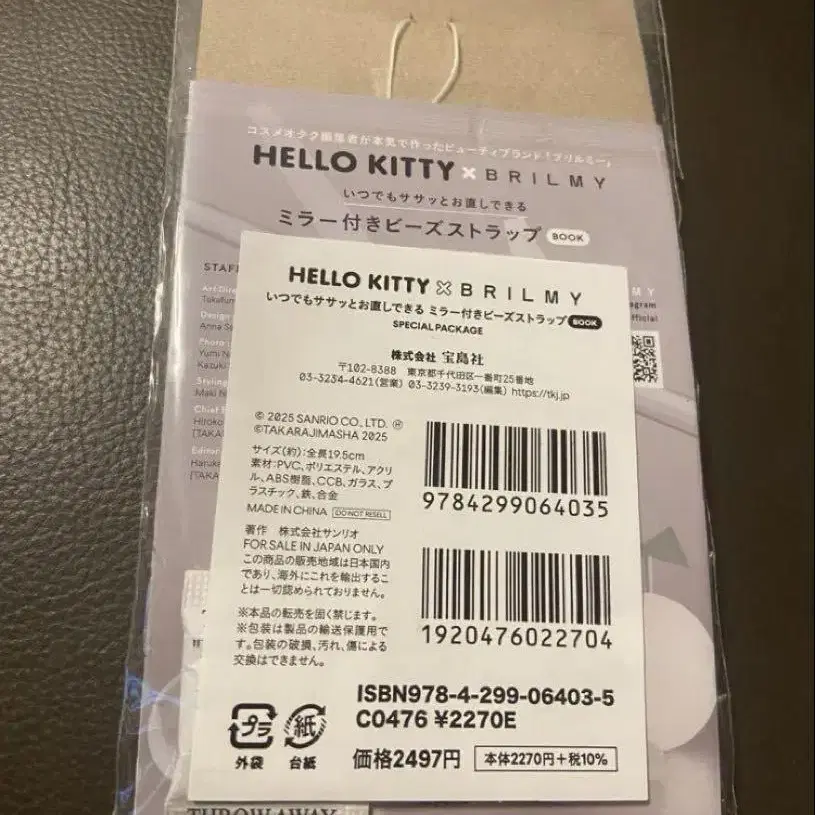 コスメオタク編集者が本気で作ったビューティブランド「ブリルミー」
HELLO KITTY × BRILMY
いつでもササッとお直しできる
ミラー付きビーズストラップ BOOK
STAFF
HELLO KITTY × BRILMY
いつでもササッとお直しできる ミラー付きビーズストラップ BOOK
SPECIAL PACKAGE
株式会社 宝島社
〒102-8388 東京都千代田区一番町25番地
03-3234-4621(営業) 03-3239-3193(編集) https://tkj.jp
© 2025 SANRIO CO., LTD. Ⓡ
©TAKARAJIMASHA 2025
サイズ(約):全長19.5cm
素材:PVC、ポリエステル、アクリ
ル、ABS樹脂、CCB、ガラス、プ
ラスチック、鉄、合金
MADE IN CHINA DO NOT RESELL
著作 株式会社サンリオ
FOR SALE IN JAPAN ONLY
この商品の販売地域は日本国内
であり、海外にこれを輸出するこ
とは一切認められておりません。
※本品の転売を固く禁じます。
※包装は製品の輸送保護用で
す。包装の破損、汚れ、傷による
交換はできません。
9784299064035
1920476022704
ISBN978-4-299-06403-5
C0476 ¥2270E
プラ 外袋
紙 台紙
価格2497円 本体2270円+税10%
THROW AWAY